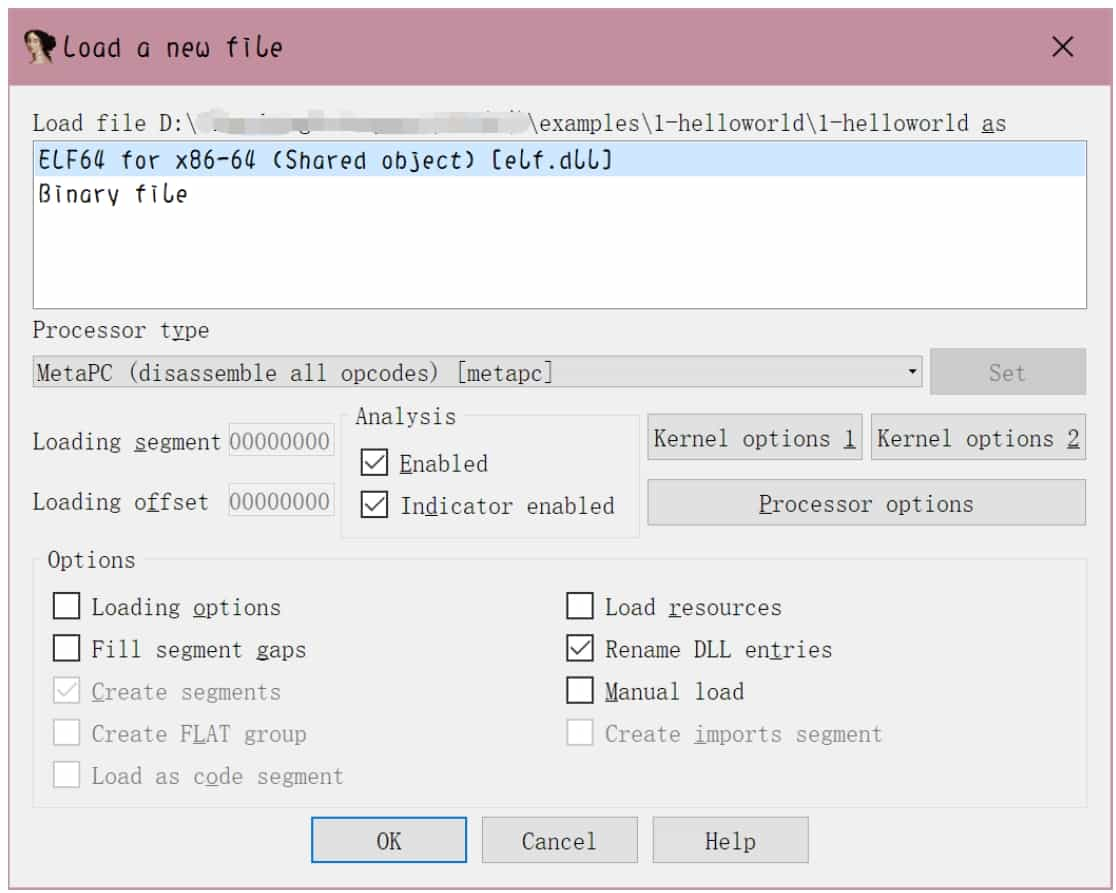 Load a new file
Load file D:\ \examples\1-helloworld\1-helloworld as
ELF64 for x86-64 (Shared object) [elf.dll]
Binary file
Processor type
MetaPC (disassemble all opcodes) [metapc]
Set
Loading segment 00000000
Loading offset 00000000
Analysis
Enabled
Indicator enabled
Kernel options 1
Kernel options 2
Processor options
Options
Loading options
Fill segment gaps
Create segments
Create FLAT group
Load as code segment
Load resources
Rename DLL entries
Manual load
Create imports segment
OK
Cancel
Help